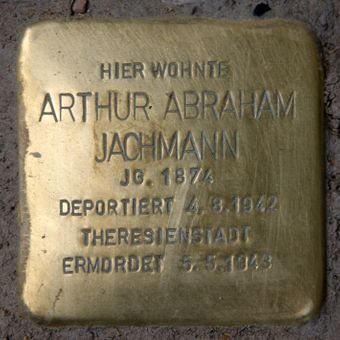 HIER WOHNTE
ARTHUR ABRAHAM
JACHMANN
JG. 1874
DEPORTIERT 4.8.1942
THERESIENSTADT
ERMORDET 5.5.1943